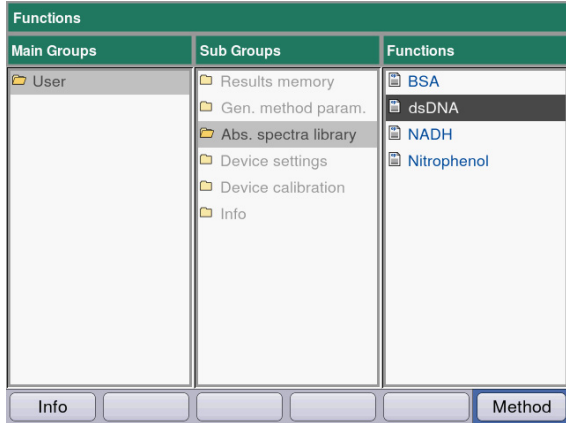 Functions
Main Groups
Sub Groups
Functions
User
Results memory
Gen. method param.
Abs. spectra library
Device settings
Device calibration
Info
BSA
dsDNA
NADH
Nitrophenol
Info
Method